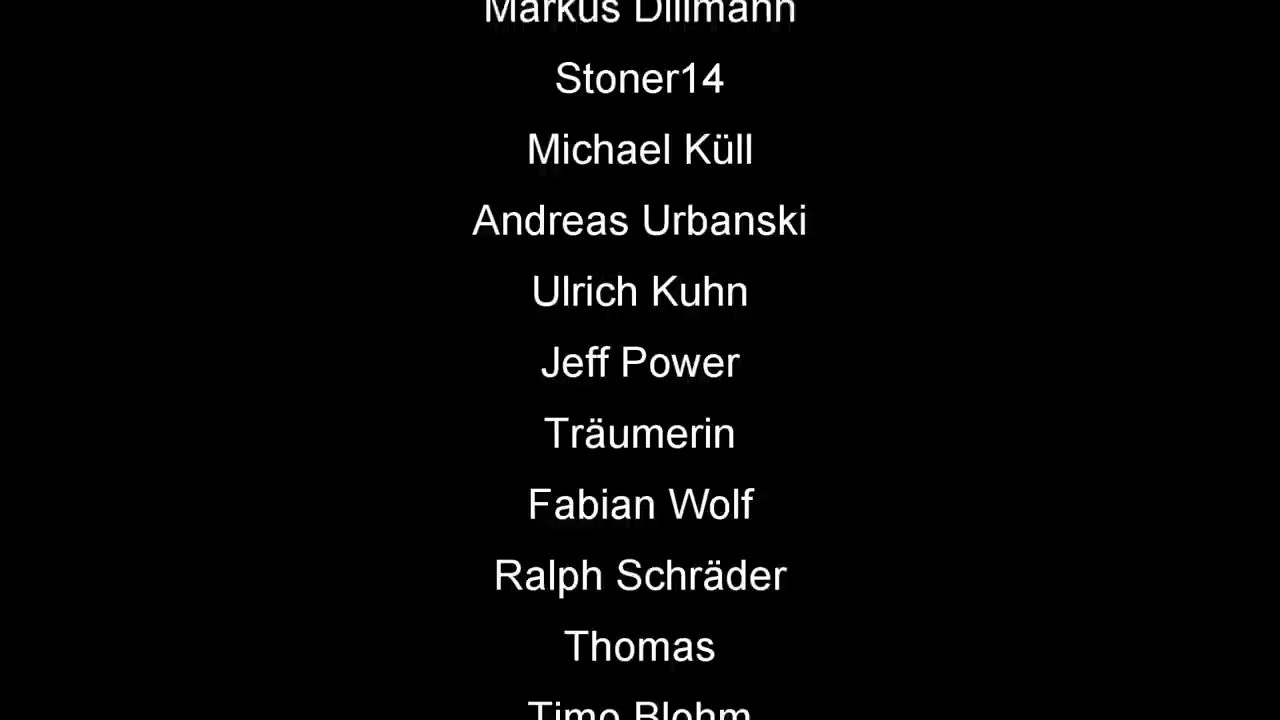 Markus Dillmann
Stoner14
Michael Küll
Andreas Urbanski
Ulrich Kuhn
Jeff Power
Träumerin
Fabian Wolf
Ralph Schräder
Thomas
Timo Blohm